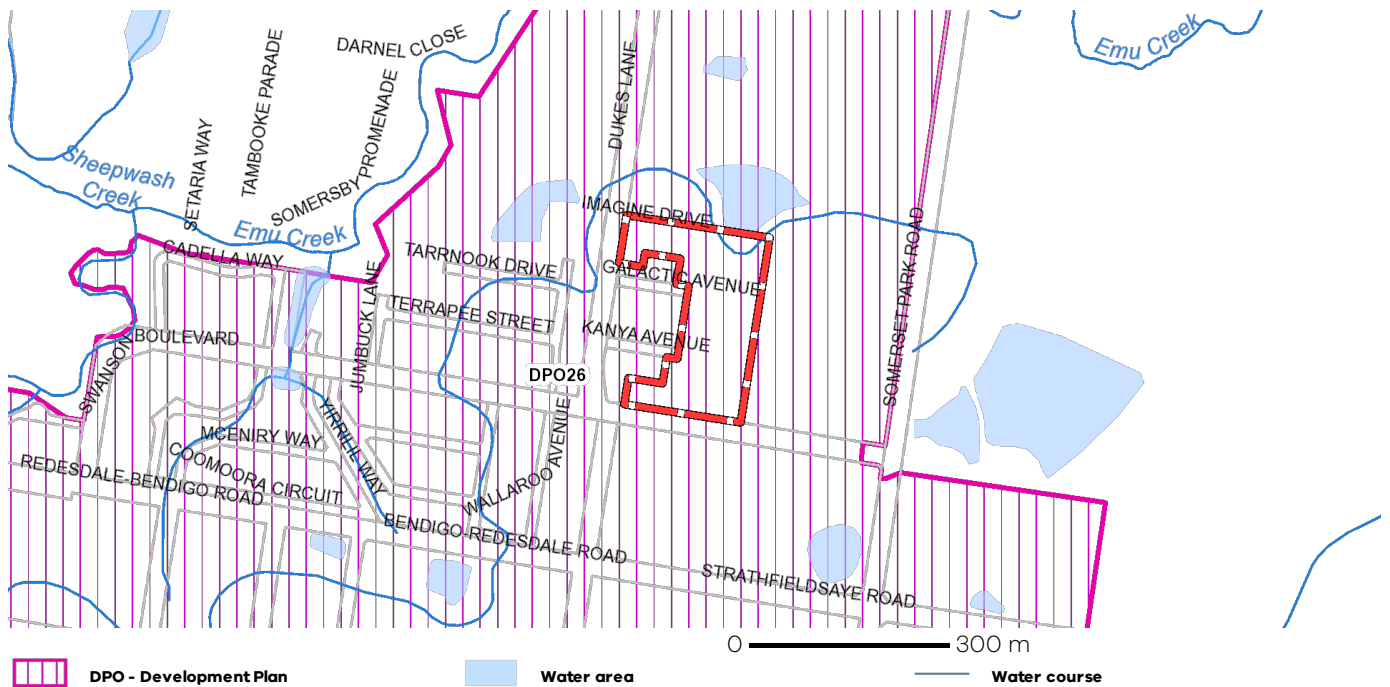 DARNEL CLOSE
Emu Creek
TAMBOOKE PARADE
DUKES LANE
SOMERSBY PROMENADE
SETARIA WAY
Sheepwash
Creek
Emu Creek
IMAGINE DRIVE
SOMERSET PARK ROAD
CADELLA WAY
TARRNOOK DRIVE
GALACTIC AVENUE
JUMBUCK LANE
TERRAPEE STREET
KANYA AVENUE
SWANSON BOULEVARD
DPO26
YIRRILIL WAY
MCENIRY WAY
WALLAROO AVENUE
COOMOORA CIRCUIT
REDESDALE-BENDIGO ROAD
BENDIGO-REDESDALE ROAD
STRATHFIELDSAYE ROAD
0 300 m
DPO - Development Plan
Water area
Water course